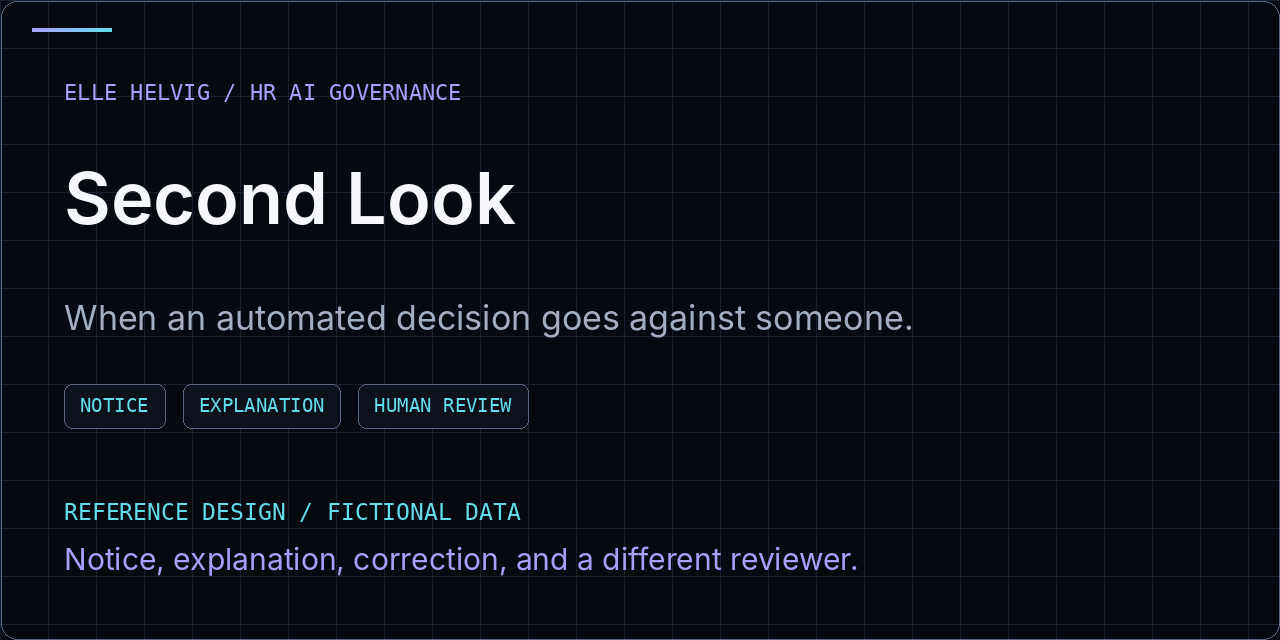 ELLE HELVIG / HR AI GOVERNANCE
Second Look
When an automated decision goes against someone.
NOTICE
EXPLANATION
HUMAN REVIEW
REFERENCE DESIGN / FICTIONAL DATA
Notice, explanation, correction, and a different reviewer.